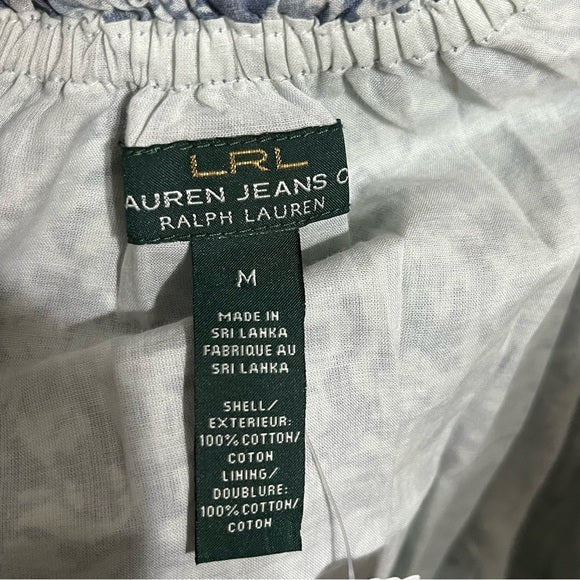 LRL
AUREN JEANS C
RALPH LAUREN
M
MADE IN
SRI LANKA
FABRIQUE AU
SRI LANKA
SHELL/
EXTERIEUR:
100% COTTON/
COTON
LINING/
DOUBLURE:
100% COTTON/
COTON